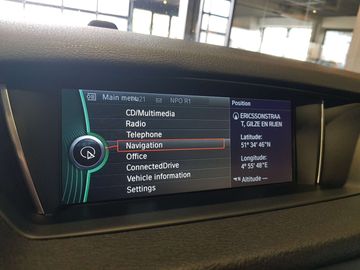 Main menu21 NPO R1
CD/Multimedia
Radio
Telephone
Navigation
Office
ConnectedDrive
Vehicle information
Settings
Position
ERICSSONSTRAA
T, GILZE EN RIJEN
Latitude:
51° 34' 46"N
Longitude:
4° 55' 48"E
Altitude ---